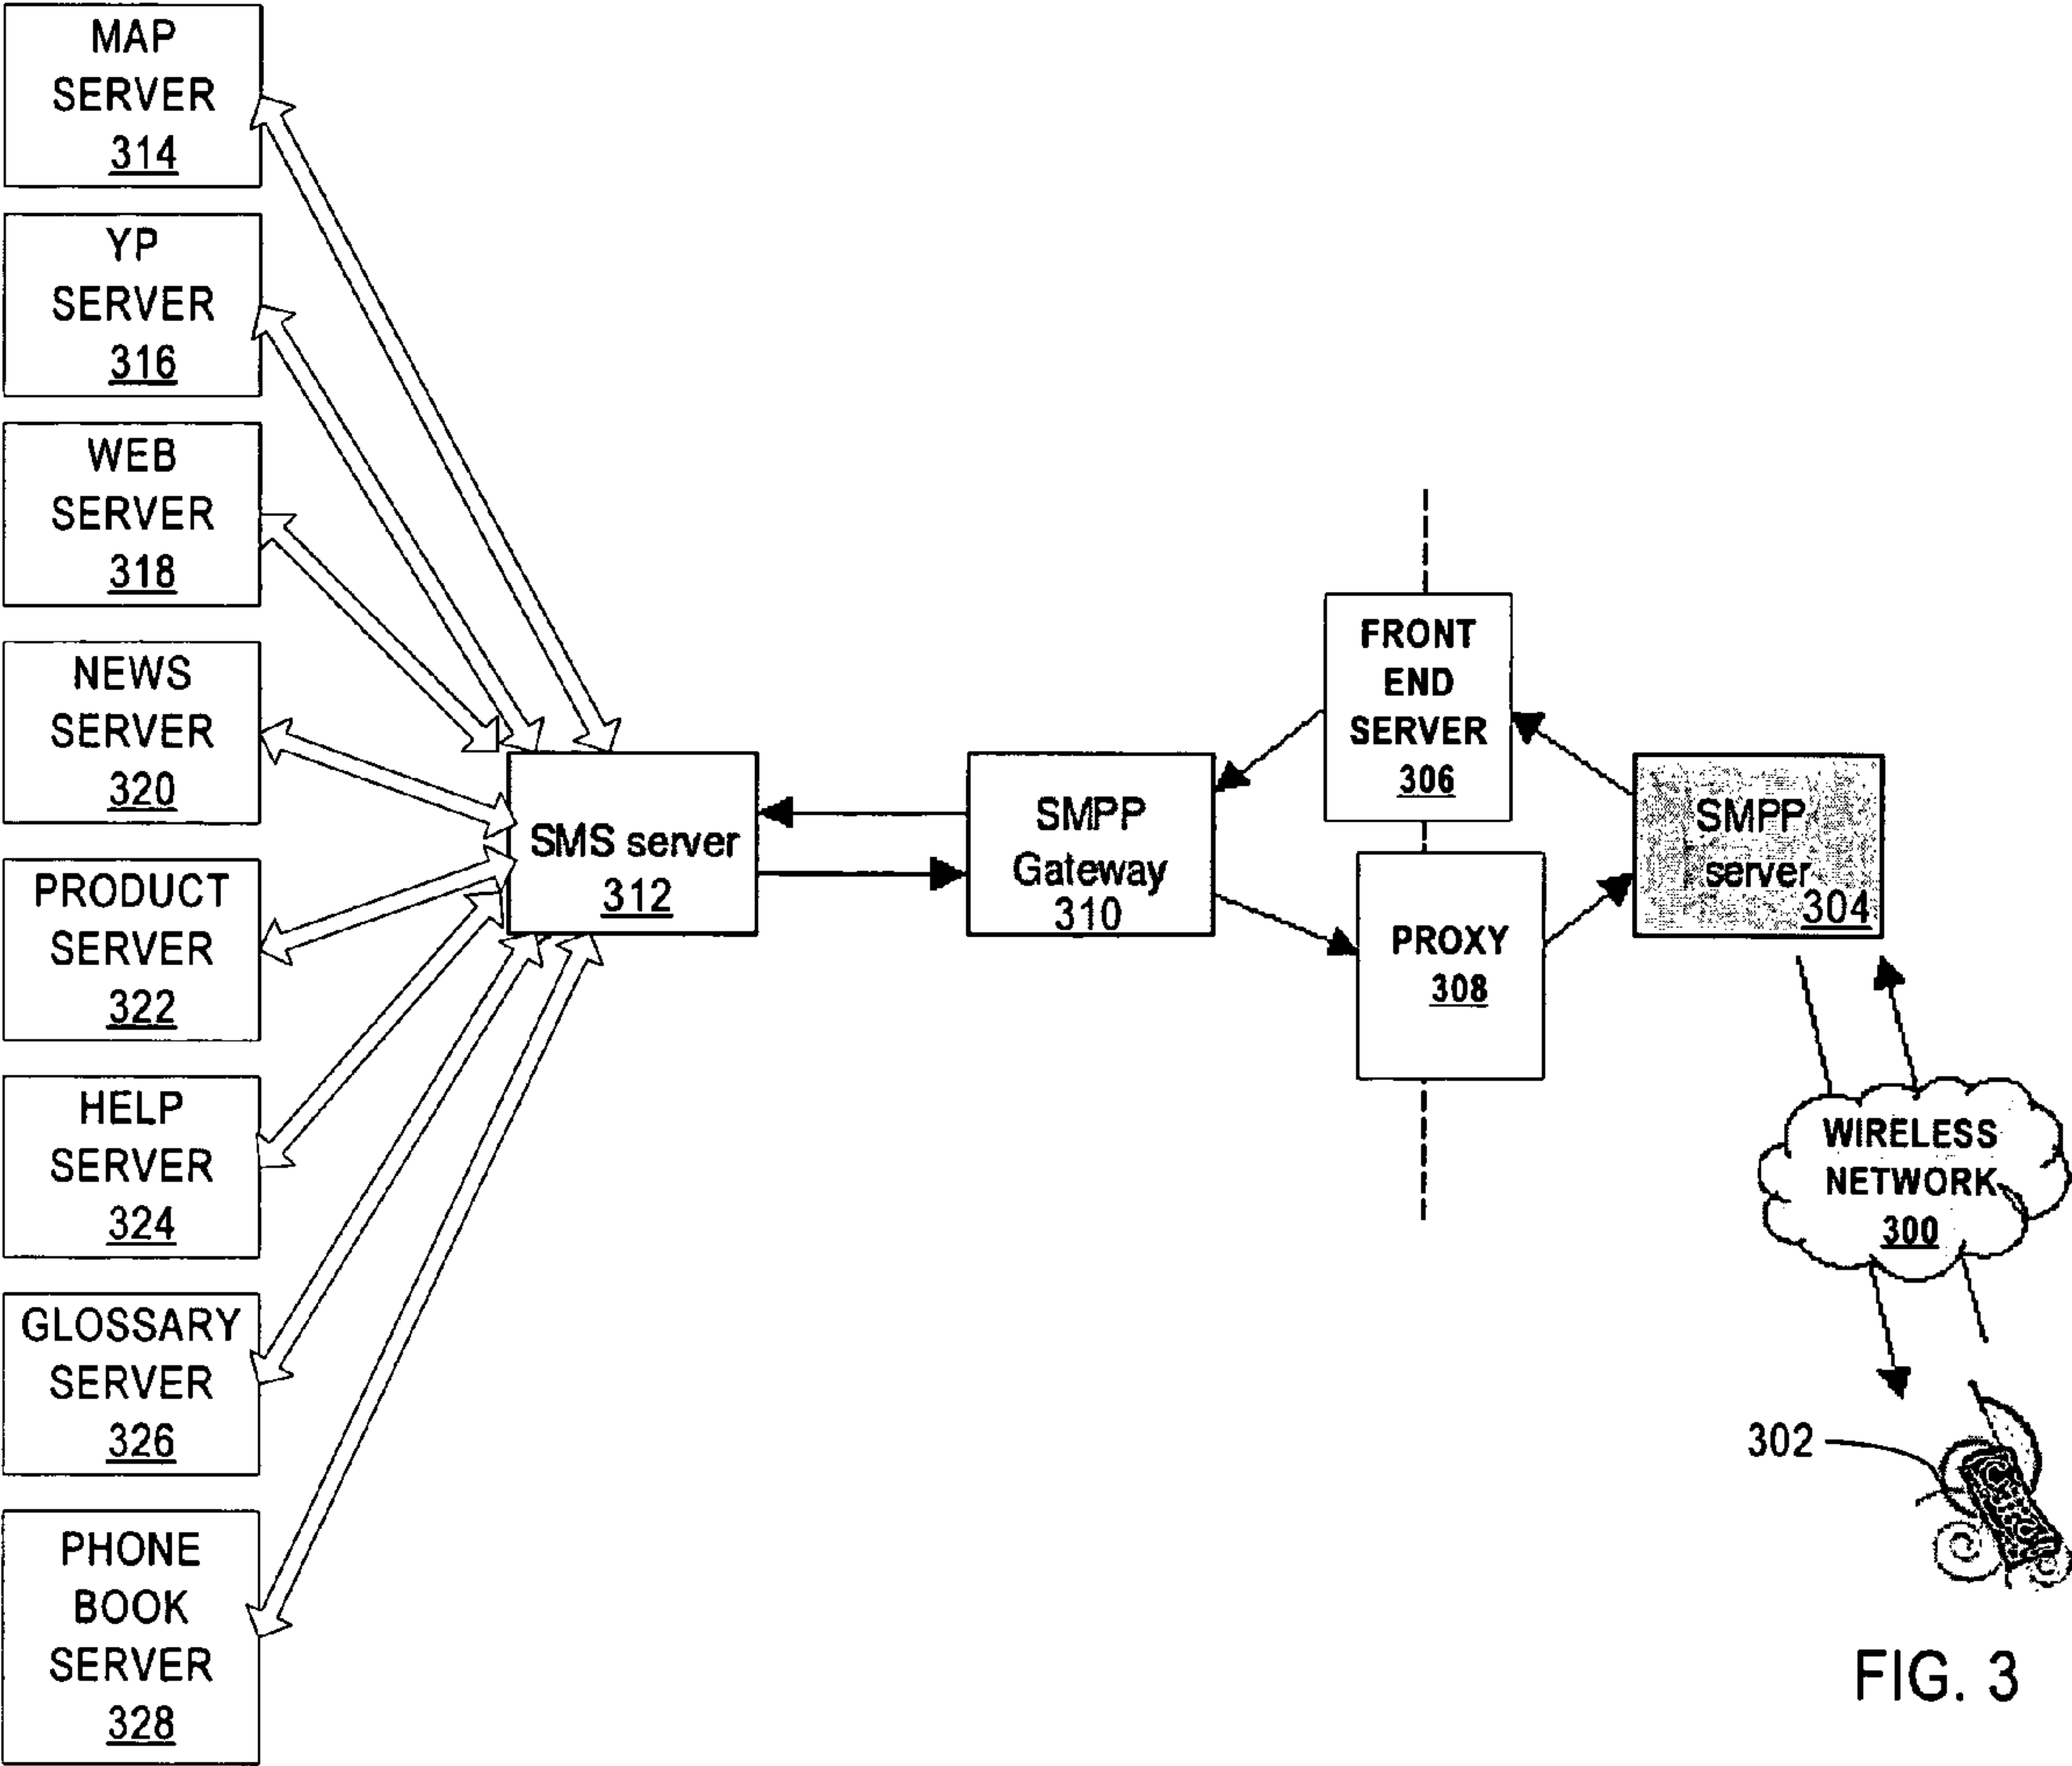 MAP
SERVER
314
YP
SERVER
316
WEB
SERVER
318
NEWS
SERVER
320
PRODUCT
SERVER
322
HELP
SERVER
324
GLOSSARY
SERVER
326
PHONE
BOOK
SERVER
328
SMS server
312
SMPP
Gateway
310
FRONT
END
SERVER
306
PROXY
308
SMPP
server
304
WIRELESS
NETWORK
300
302
FIG. 3